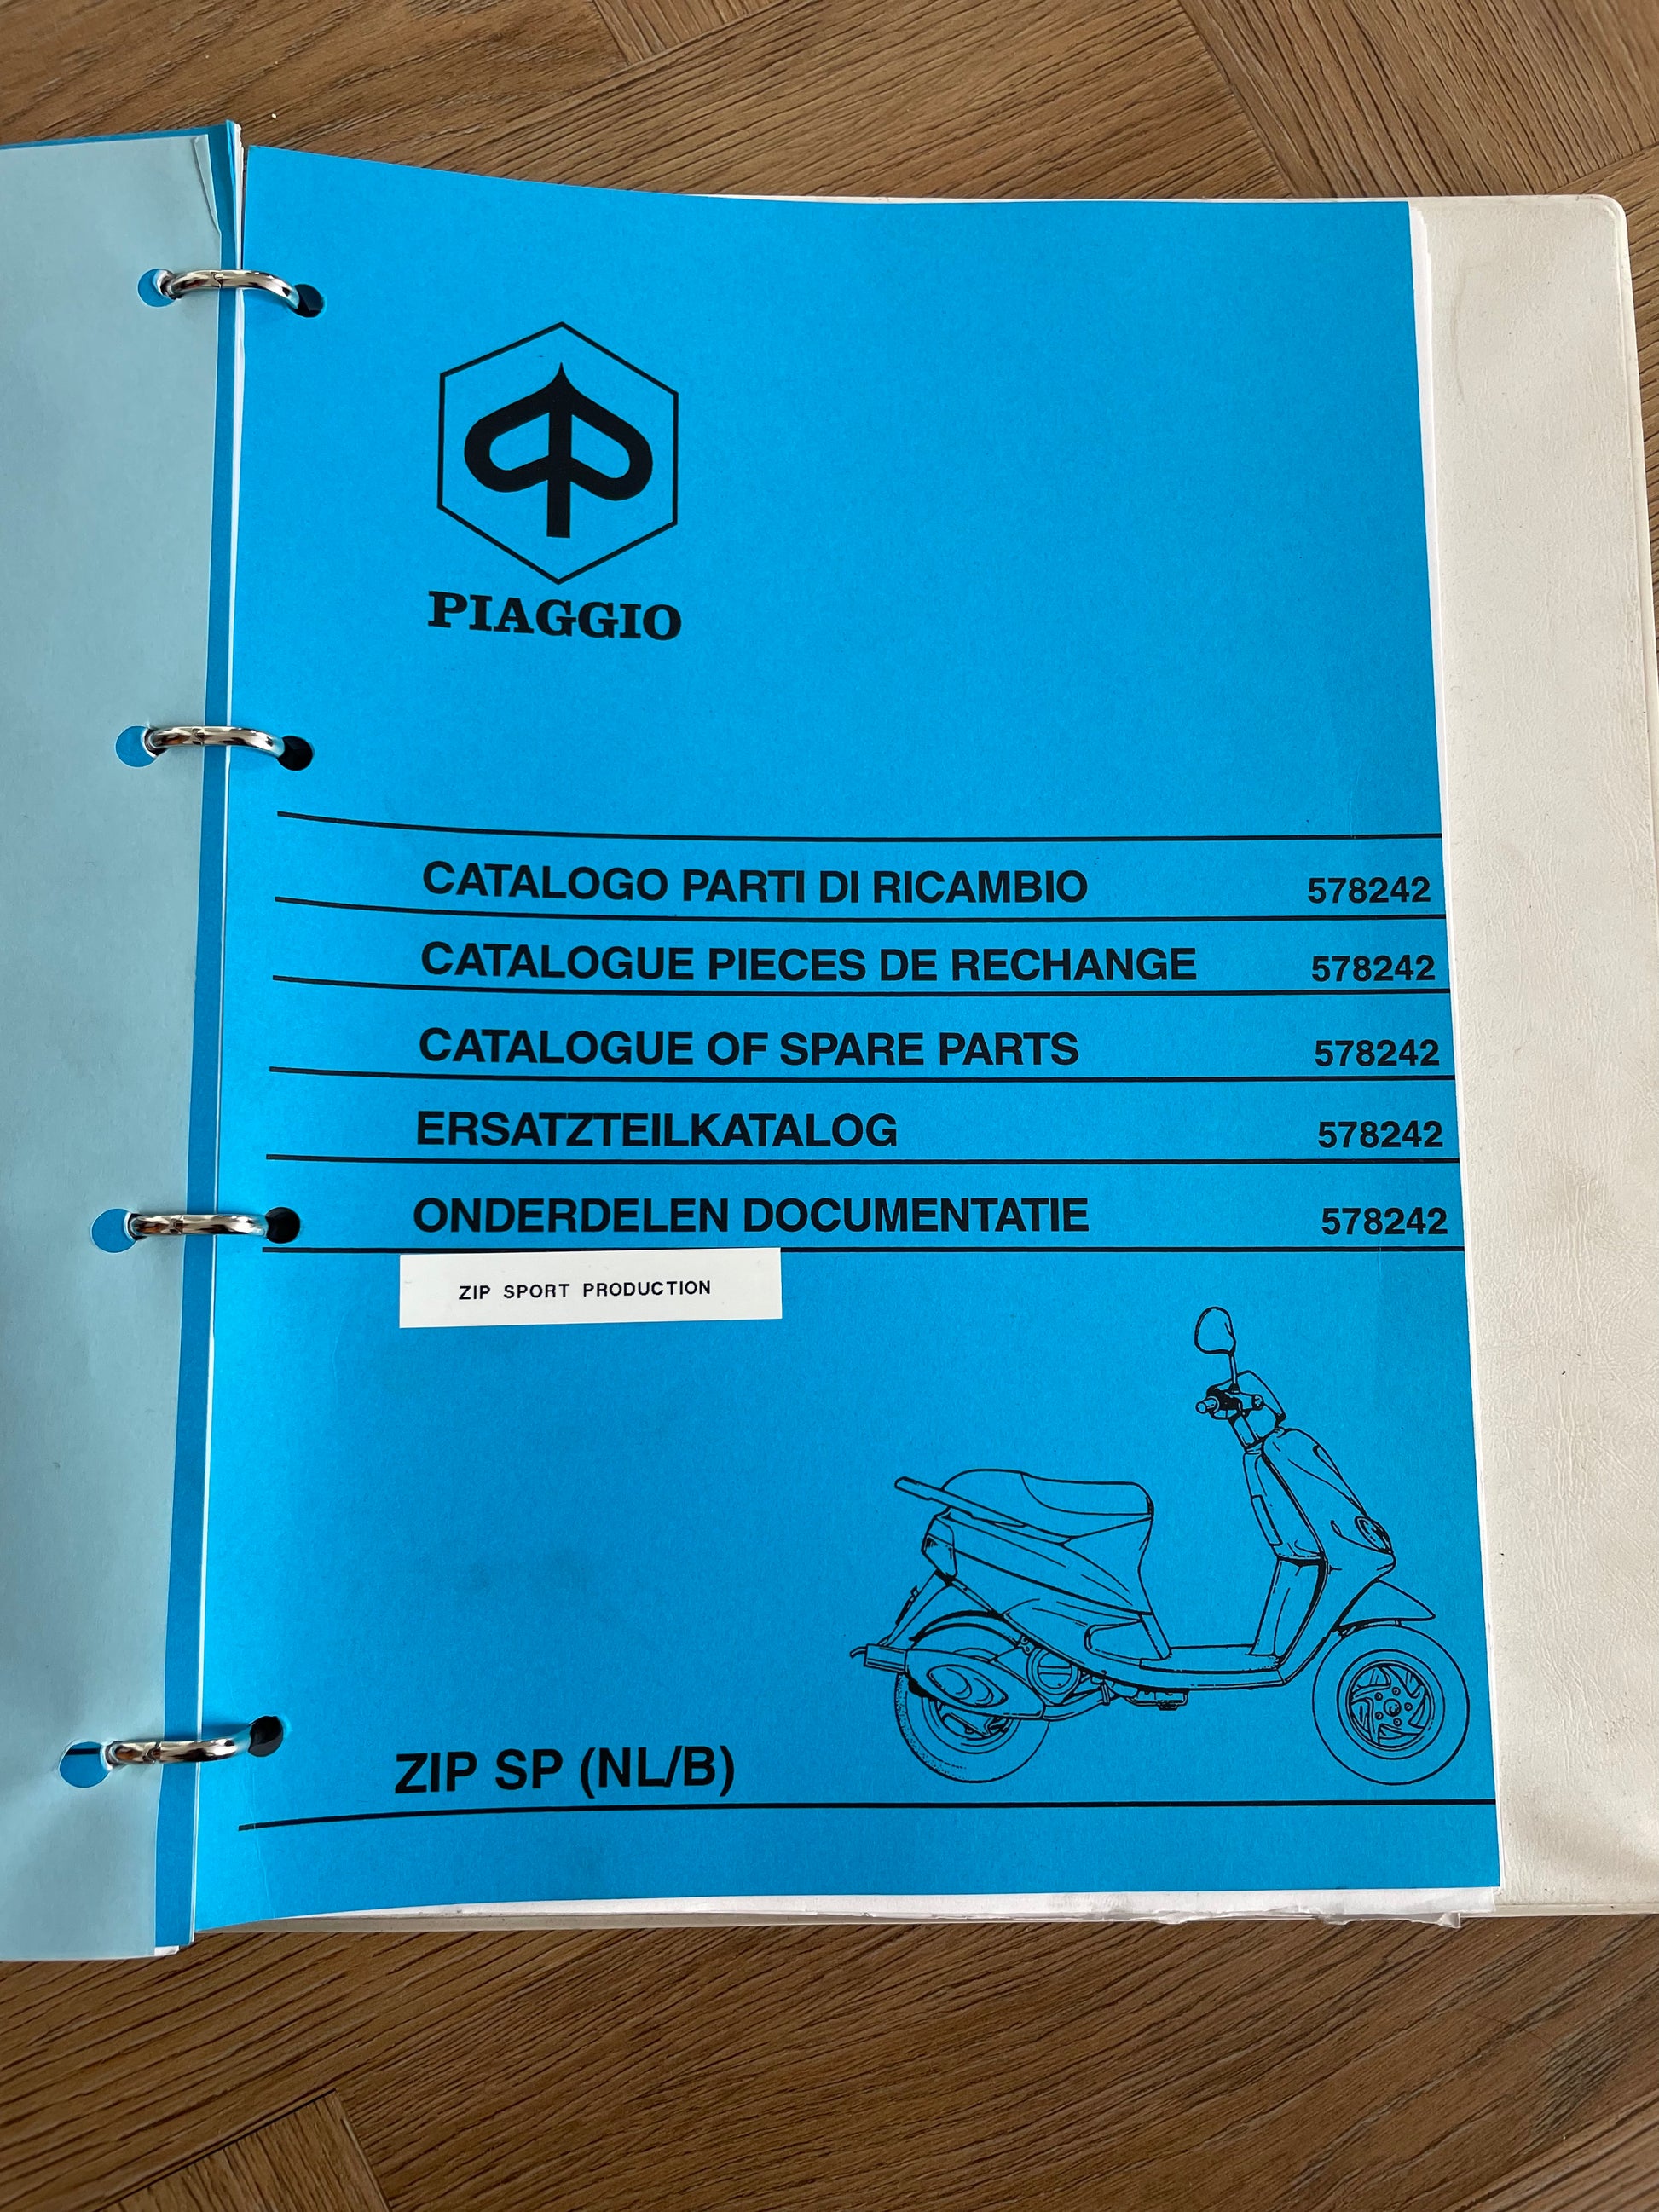 PIAGGIO
CATALOGO PARTI DI RICAMBIO 578242
CATALOGUE PIECES DE RECHANGE 578242
CATALOGUE OF SPARE PARTS 578242
ERSATZTEILKATALOG 578242
ONDERDELEN DOCUMENTATIE 578242
ZIP SPORT PRODUCTION
ZIP SP (NL/B)